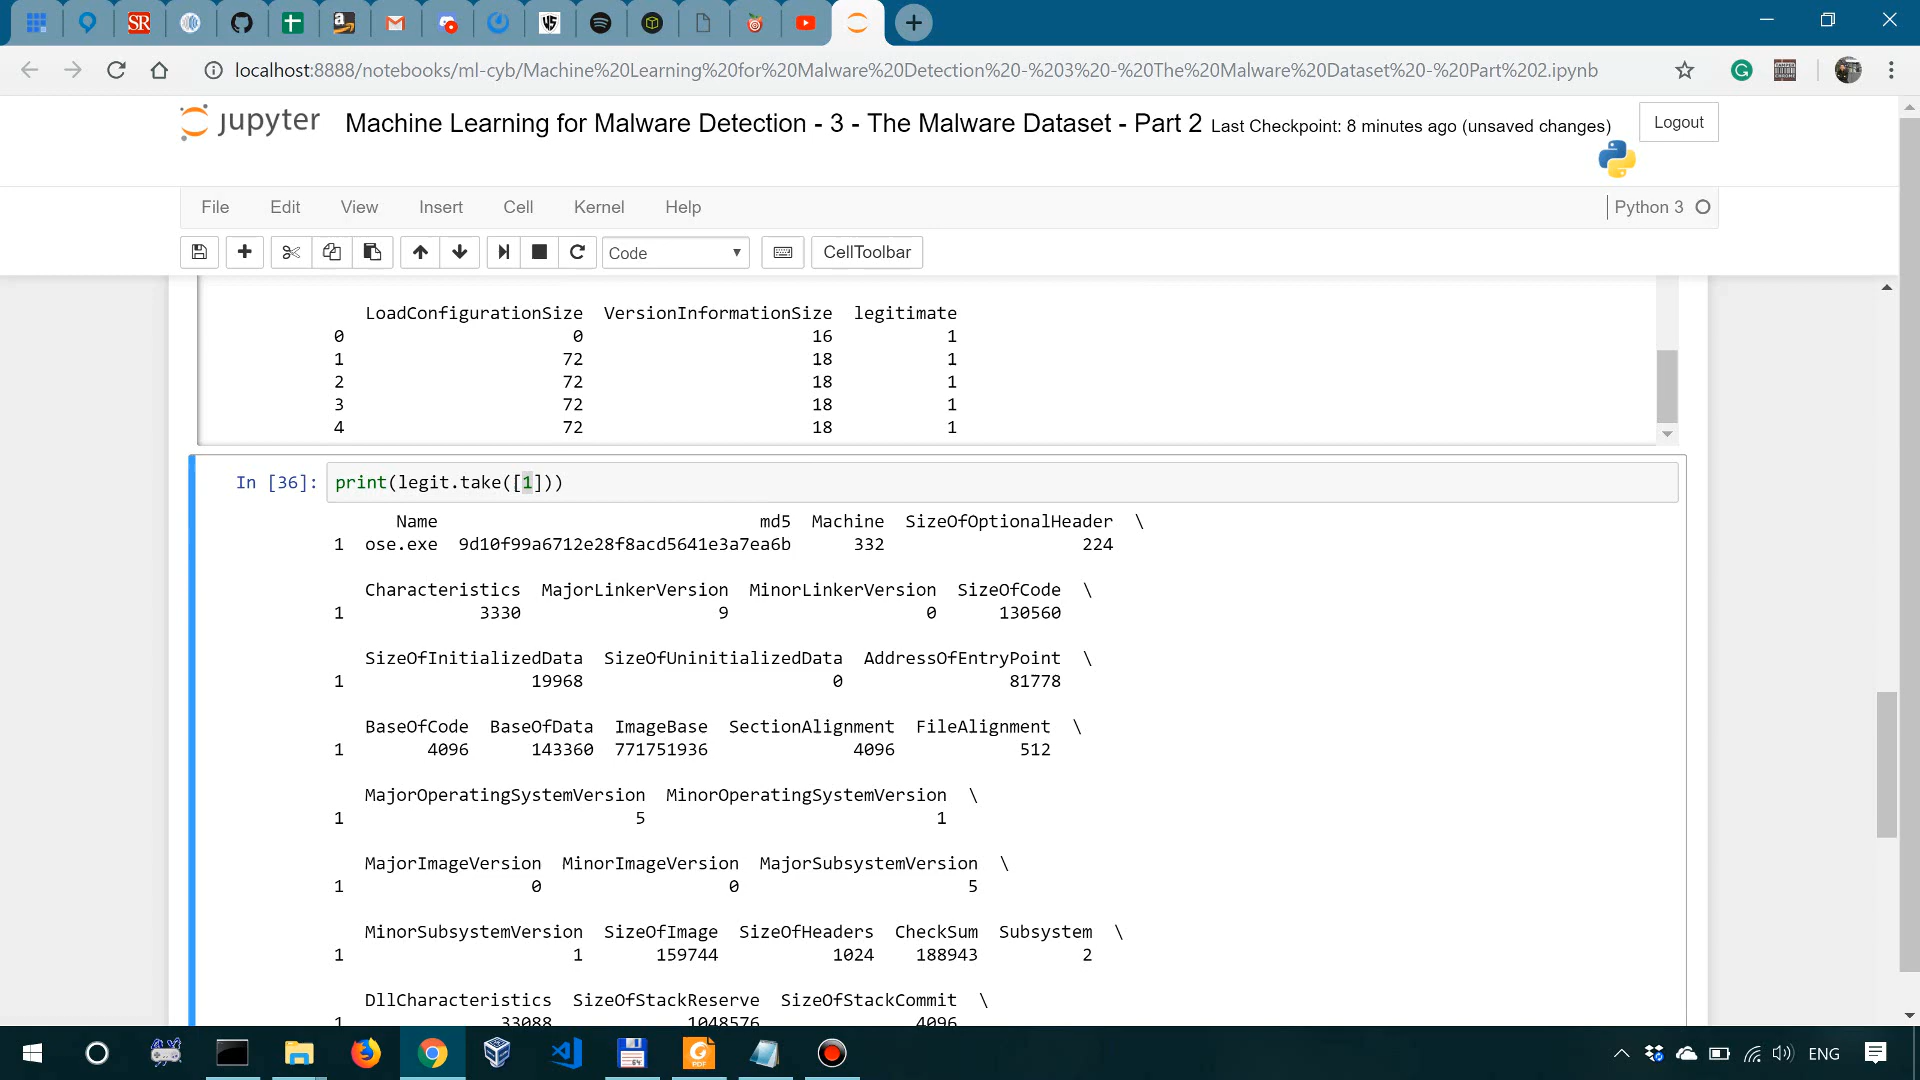 localhost:8888/notebooks/ml-cyb/Machine%20Learning%20for%20Malware%20Detection%20-%203%20-%20The%20Malware%20Dataset%20-%20Part%202.ipynb
jupyter Machine Learning for Malware Detection - 3 - The Malware Dataset - Part 2 Last Checkpoint: 8 minutes ago (unsaved changes) Logout
File Edit View Insert Cell Kernel Help Python 3
Code CellToolbar
LoadConfigurationSize VersionInformationSize legitimate
0 0 16 1
1 72 18 1
2 72 18 1
3 72 18 1
4 72 18 1
In [36]: print(legit.take([1]))
Name md5 Machine SizeOfOptionalHeader \
1 ose.exe 9d10f99a6712e28f8acd5641e3a7ea6b 332 224
Characteristics MajorLinkerVersion MinorLinkerVersion SizeOfCode \
1 3330 9 0 130560
SizeOfInitializedData SizeOfUninitializedData AddressOfEntryPoint \
1 19968 0 81778
BaseOfCode BaseOfData ImageBase SectionAlignment FileAlignment \
1 4096 143360 771751936 4096 512
MajorOperatingSystemVersion MinorOperatingSystemVersion \
1 5 1
MajorImageVersion MinorImageVersion MajorSubsystemVersion \
1 0 0 5
MinorSubsystemVersion SizeOfImage SizeOfHeaders CheckSum Subsystem \
1 1 159744 1024 188943 2
DllCharacteristics SizeOfStackReserve SizeOfStackCommit \
1 33088 1048576 4096
ENG